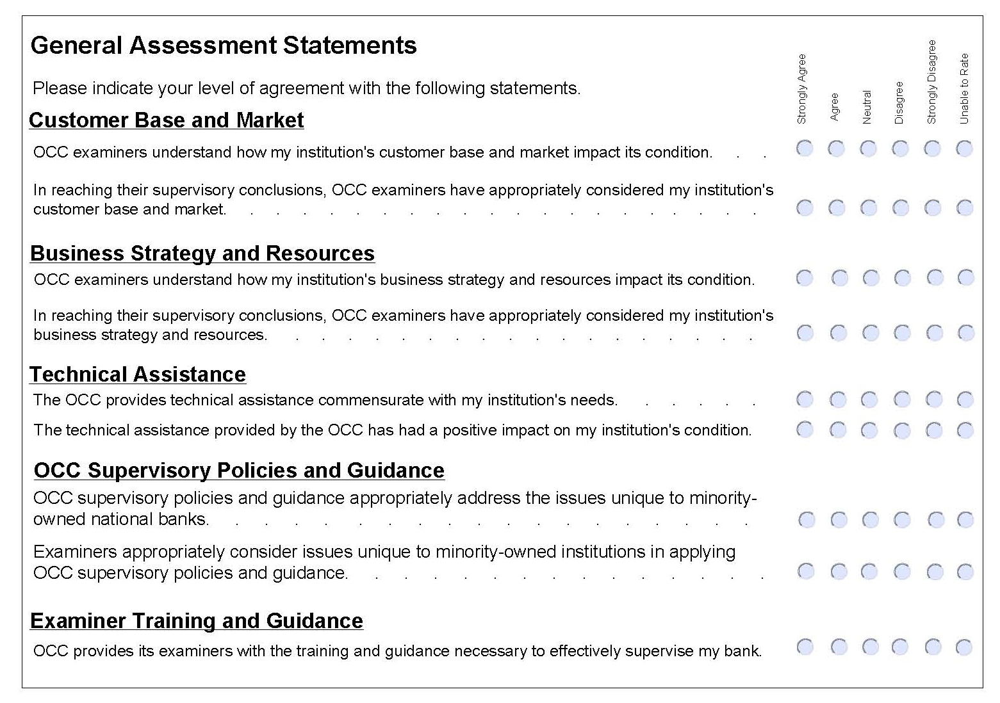 General Assessment Statements
Please indicate your level of agreement with the following statements.
Strongly Agree
Agree
Neutral
Disagree
Strongly Disagree
Unable to Rate
Customer Base and Market
OCC examiners understand how my institution's customer base and market impact its condition. . .
In reaching their supervisory conclusions, OCC examiners have appropriately considered my institution's
customer base and market. . . . . . . . . . . . . . . . . . . . .
Business Strategy and Resources
OCC examiners understand how my institution's business strategy and resources impact its condition.
In reaching their supervisory conclusions, OCC examiners have appropriately considered my institution's
business strategy and resources. . . . . . . . . . . . . . . . . . .
Technical Assistance
The OCC provides technical assistance commensurate with my institution's needs. . . . . .
The technical assistance provided by the OCC has had a positive impact on my institution's condition.
OCC Supervisory Policies and Guidance
OCC supervisory policies and guidance appropriately address the issues unique to minority-
owned national banks. . . . . . . . . . . . . . . . . . .
Examiners appropriately consider issues unique to minority-owned institutions in applying
OCC supervisory policies and guidance. . . . . . . . . . . . . . .
Examiner Training and Guidance
OCC provides its examiners with the training and guidance necessary to effectively supervise my bank.